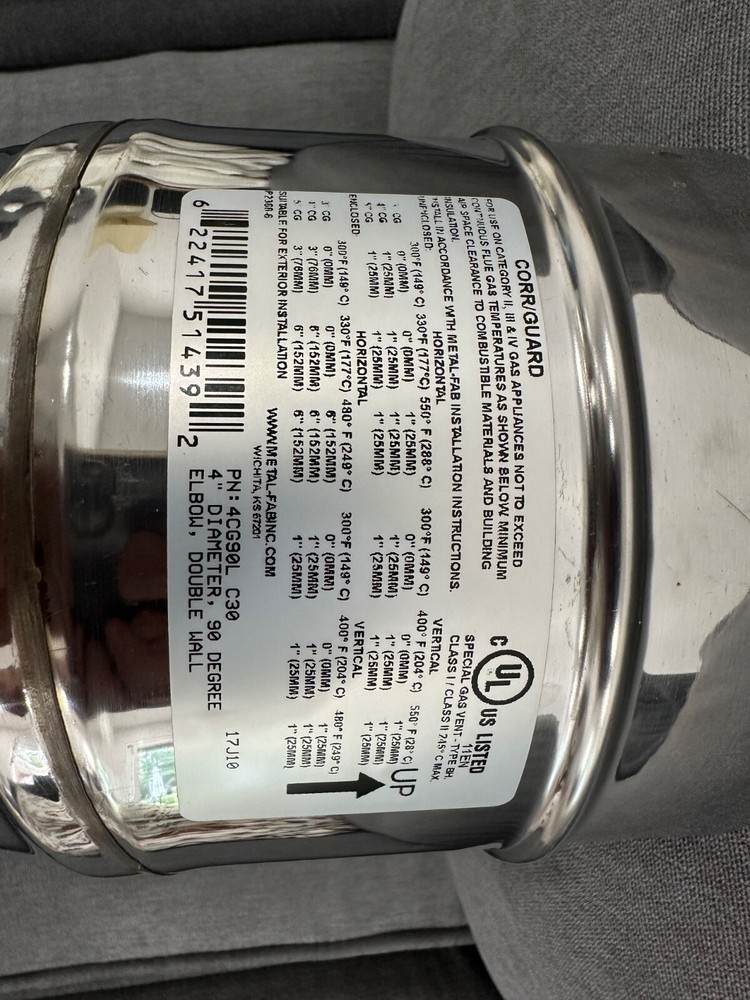 CORR/GUARD
FOR USE ON CATEGORY II, III & IV GAS APPLIANCES NOT TO EXCEED
CONTINUOUS FLUE GAS TEMPERATURES AS SHOWN BELOW. MINIMUM
AIR SPACE CLEARANCE TO COMBUSTIBLE MATERIALS AND BUILDING
INSULATION.
INSTALL IN ACCORDANCE WITH METAL-FAB INSTALLATION INSTRUCTIONS.
C UL US LISTED
11EN
SPECIAL GAS VENT - TYPE BH,
CLASS I / CLASS II 245° C MAX.
UNENCLOSED: HORIZONTAL VERTICAL
300°F (149° C) 330°F (177°C) 550° F (288° C) 300°F (149° C) 400° F (204° C)
CG 0" (0MM) 0" (0MM) 1" (25MM) 0" (0MM) 0" (0MM) 1" (25MM)
4" CG 1" (25MM) 1" (25MM) 1" (25MM) 1" (25MM) 1" (25MM) 1" (25MM)
CG 1" (25MM) 1" (25MM) 1" (25MM) 1" (25MM) 1" (25MM) 1" (25MM)
ENCLOSED: HORIZONTAL VERTICAL
300°F (149° C) 330°F (177°C) 480° F (249° C) 300°F (149° C) 400° F (204° C) 480° F (249° C)
3" CG 0" (0MM) 0" (0MM) 6" (152MM) 0" (0MM) 0" (0MM) 1" (25MM)
CG 3" (76MM) 6" (152MM) 6" (152MM) 1" (25MM) 1" (25MM) 1" (25MM)
CG 3" (76MM) 6" (152MM) 6" (152MM) 1" (25MM) 1" (25MM) 1" (25MM)
UP
SUITABLE FOR EXTERIOR INSTALLATION
WWW.METAL-FABINC.COM
WICHITA, KS 67201
6 22417 51439 2
PN:4CG90L C30
4" DIAMETER, 90 DEGREE
ELBOW, DOUBLE WALL
17J10